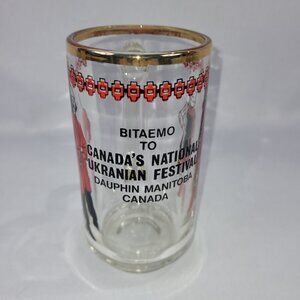 BITAEMO
TO
CANADA'S NATIONAL
UKRANIAN FESTIVAL
DAUPHIN MANITOBA
CANADA